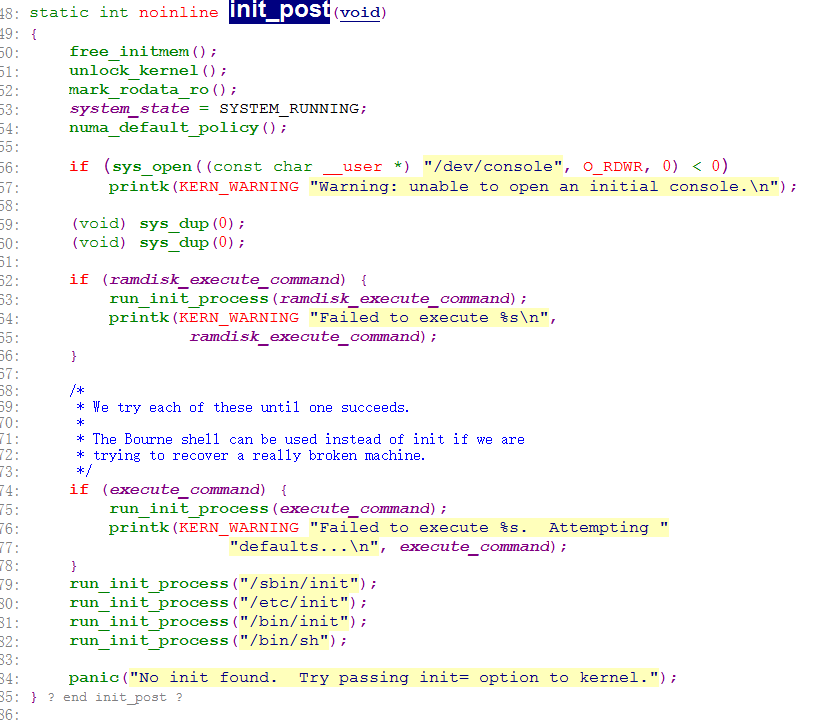 48: static int noinline init_post(void)
49: {
50:     free_initmem();
51:     unlock_kernel();
52:     mark_rodata_ro();
53:     system_state = SYSTEM_RUNNING;
54:     numa_default_policy();
55:
56:     if (sys_open((const char __user *) "/dev/console", O_RDWR, 0) < 0)
57:         printk(KERN_WARNING "Warning: unable to open an initial console.\n");
58:
59:     (void) sys_dup(0);
60:     (void) sys_dup(0);
61:
62:     if (ramdisk_execute_command) {
63:         run_init_process(ramdisk_execute_command);
64:         printk(KERN_WARNING "Failed to execute %s\n",
65:                 ramdisk_execute_command);
66:     }
67:
68:     /*
69:      * We try each of these until one succeeds.
70:      *
71:      * The Bourne shell can be used instead of init if we are
72:      * trying to recover a really broken machine.
73:      */
74:     if (execute_command) {
75:         run_init_process(execute_command);
76:         printk(KERN_WARNING "Failed to execute %s.  Attempting "
77:                     "defaults...\n", execute_command);
78:     }
79:     run_init_process("/sbin/init");
80:     run_init_process("/etc/init");
81:     run_init_process("/bin/init");
82:     run_init_process("/bin/sh");
83:
84:     panic("No init found.  Try passing init= option to kernel.");
85: } ? end init_post ?
86: